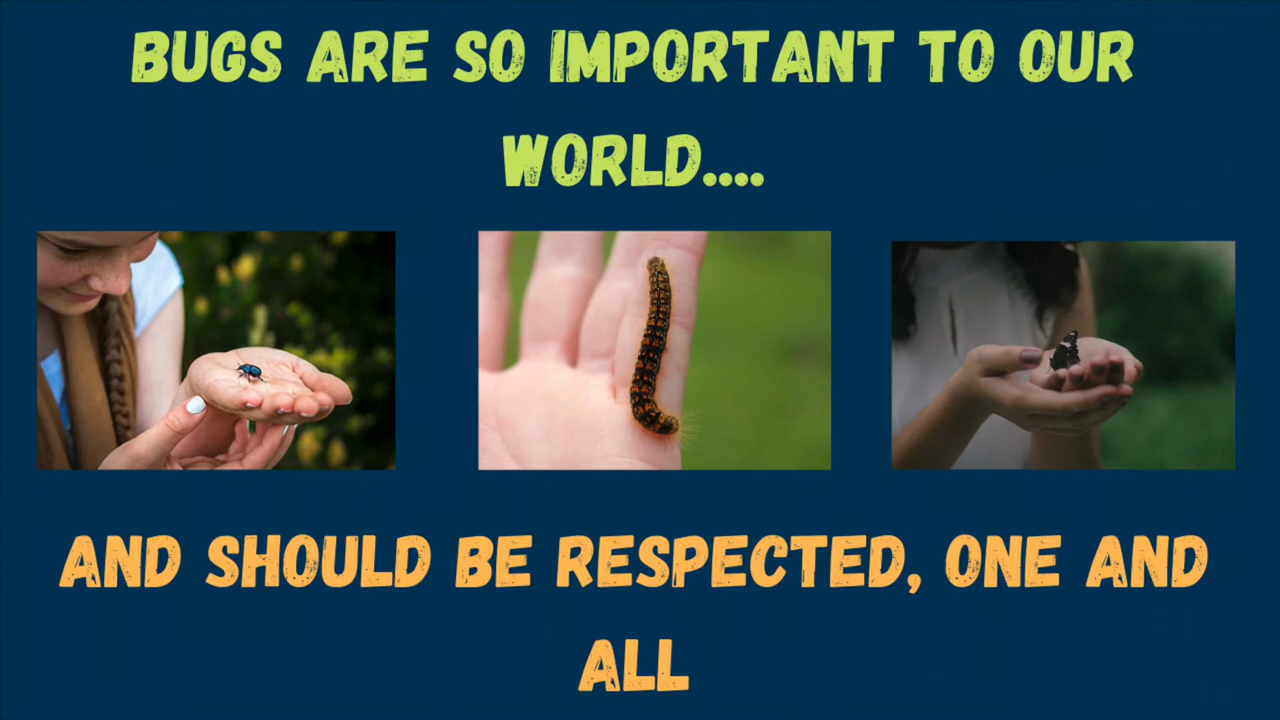 BUGS ARE SO IMPORTANT TO OUR
WORLD....
AND SHOULD BE RESPECTED, ONE AND
ALL